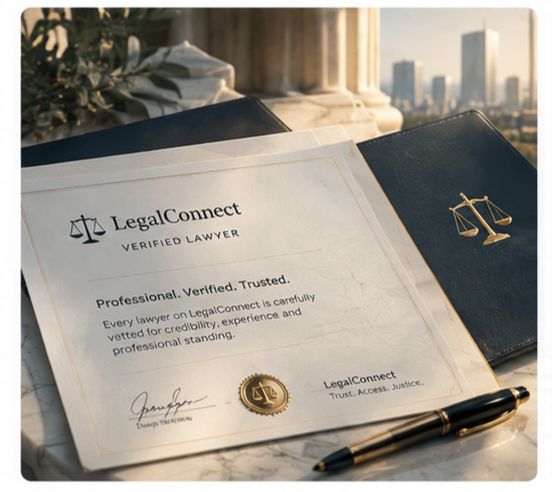 LegalConnect
VERIFIED LAWYER
Professional. Verified. Trusted.
Every lawyer on LegalConnect is carefully
vetted for credibility, experience and
professional standing.
LegalConnect
Trust. Access. Justice.